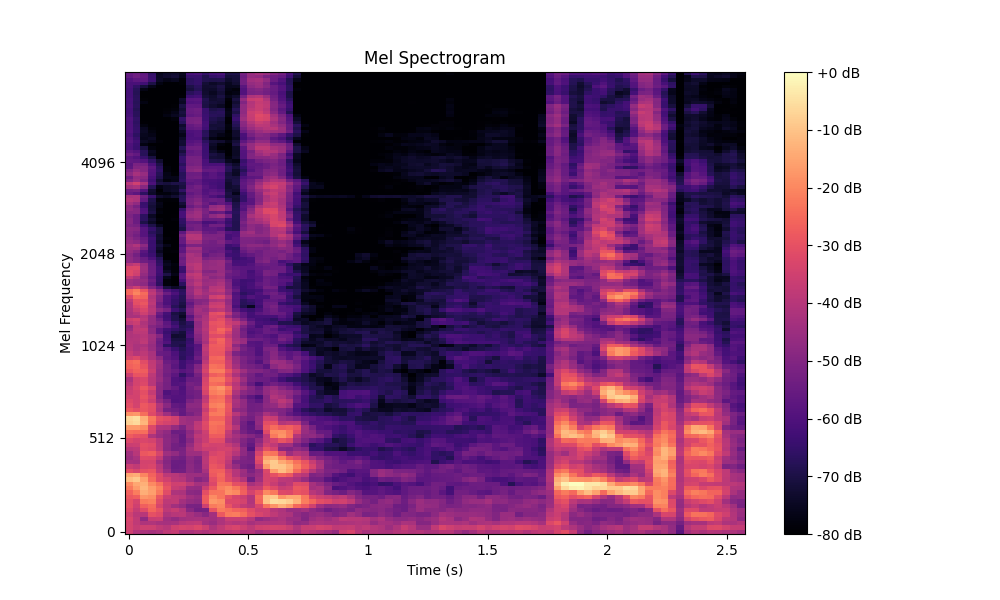 Mel Spectrogram
+0 dB
-10 dB
-20 dB
-30 dB
-40 dB
-50 dB
-60 dB
-70 dB
-80 dB
Mel Frequency
4096
2048
1024
512
0
0 0.5 1 1.5 2 2.5
Time (s)